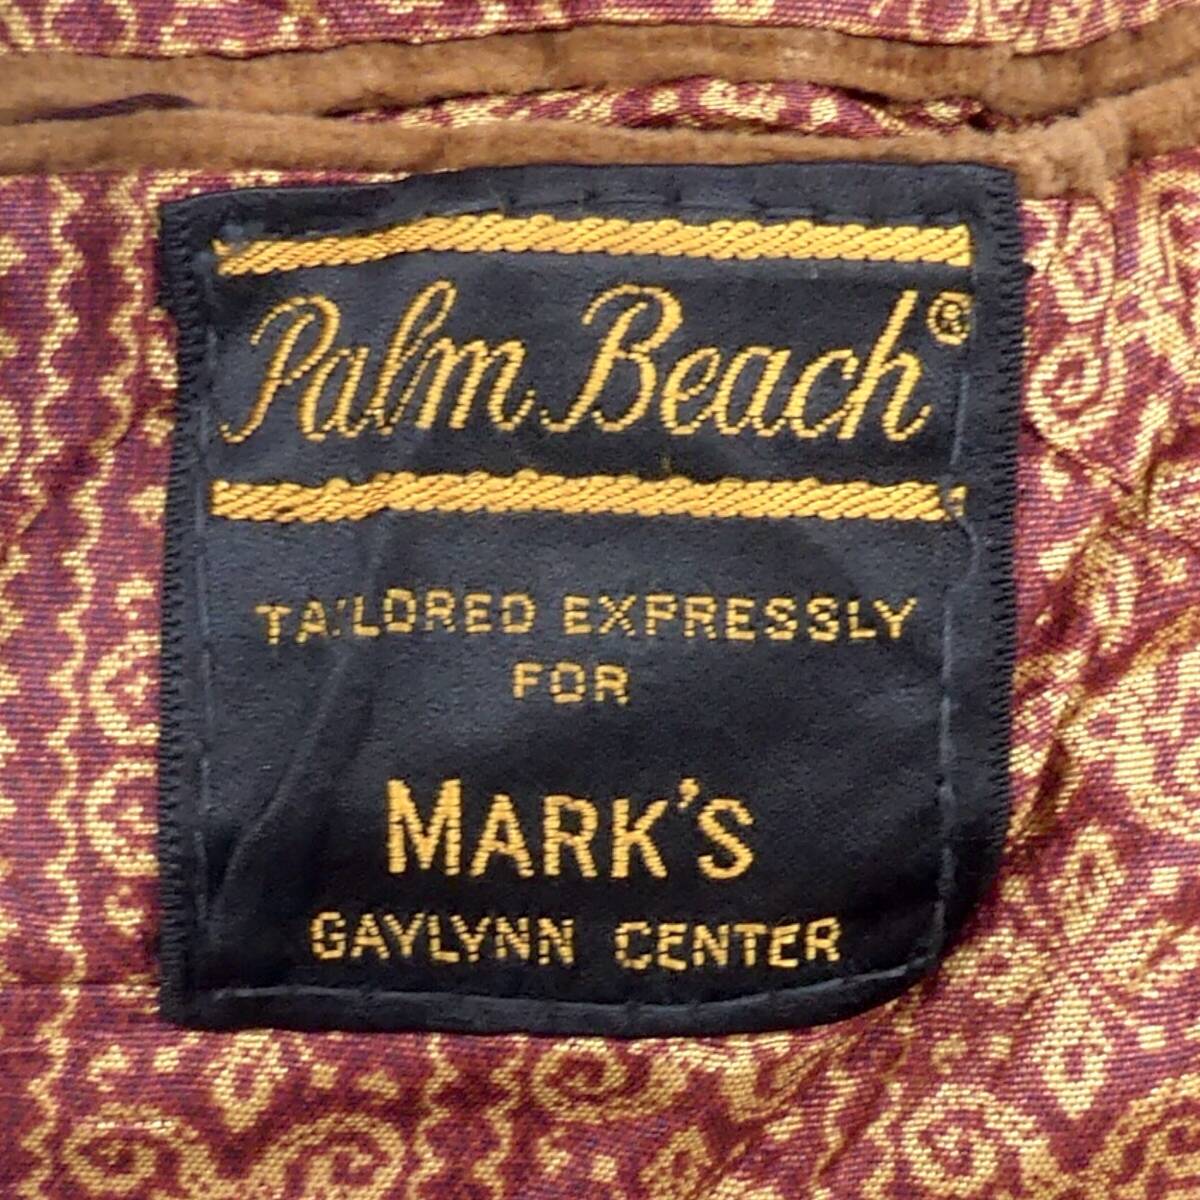 Palm Beach®
TAILORED EXPRESSLY
FOR
MARK'S
GAYLYNN CENTER